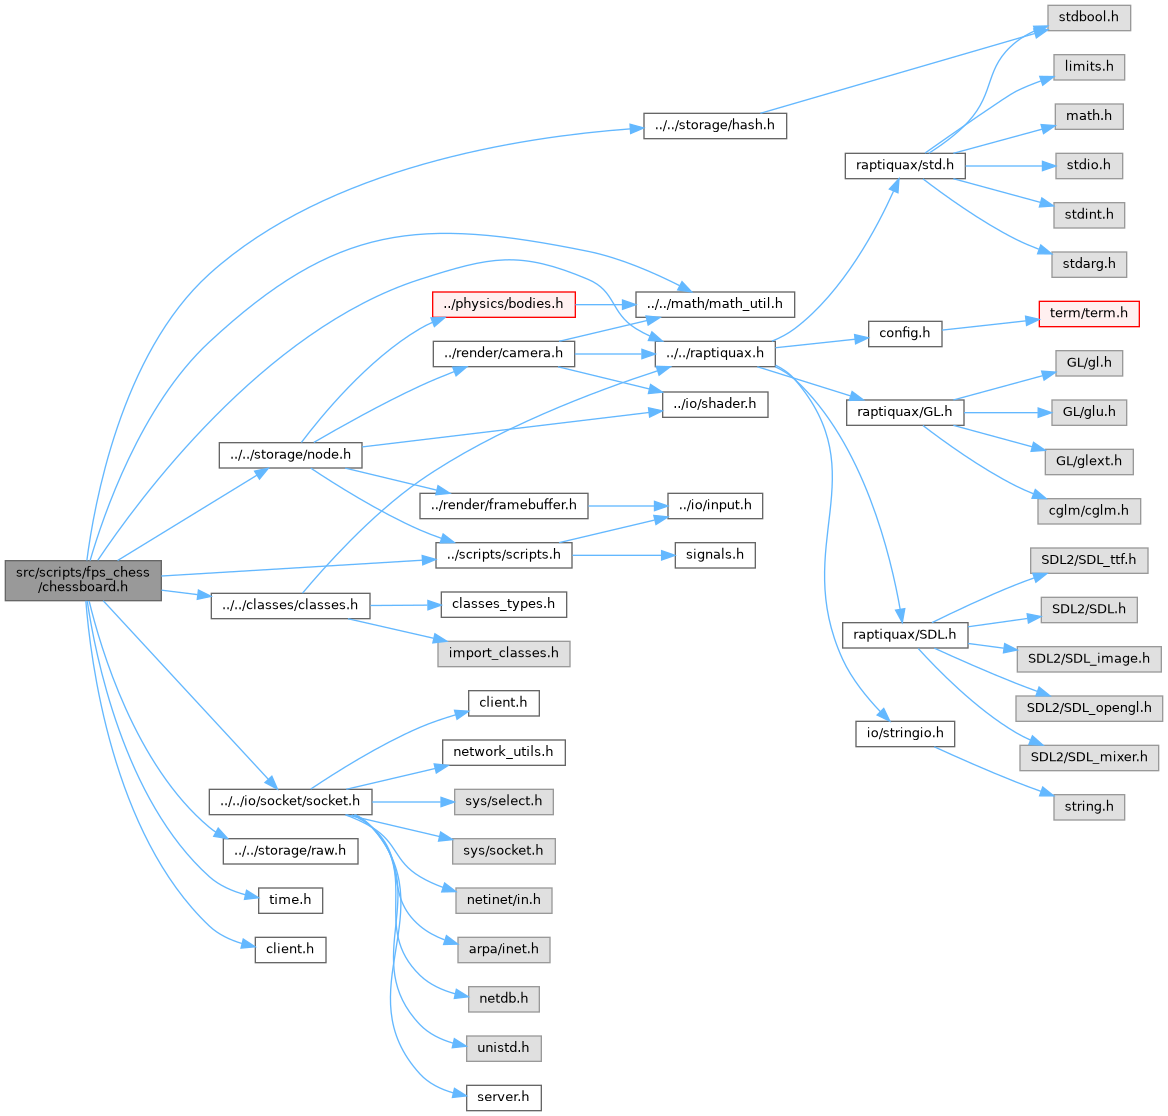 stdbool.h
limits.h
../../storage/hash.h
math.h
raptiquax/std.h
stdio.h
stdint.h
stdarg.h
../physics/bodies.h
../../math/math_util.h
term/term.h
config.h
../render/camera.h
../../raptiquax.h
GL/gl.h
../io/shader.h
raptiquax/GL.h
GL/glu.h
../../storage/node.h
GL/glext.h
../render/framebuffer.h
../io/input.h
cglm/cglm.h
../scripts/scripts.h
signals.h
SDL2/SDL_ttf.h
src/scripts/fps_chess
/chessboard.h
../../classes/classes.h
classes_types.h
SDL2/SDL.h
raptiquax/SDL.h
import_classes.h
SDL2/SDL_image.h
client.h
SDL2/SDL_opengl.h
io/stringio.h
network_utils.h
SDL2/SDL_mixer.h
../../io/socket/socket.h
sys/select.h
string.h
../../storage/raw.h
sys/socket.h
time.h
netinet/in.h
client.h
arpa/inet.h
netdb.h
unistd.h
server.h